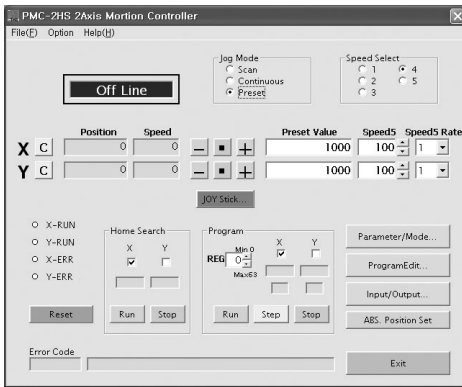 PMC-2HS 2Axis Mortion Controller
File(F) Option Help(H)
Jog Mode
Scan
Continuous
Preset
Speed Select
1 4
2 5
3
Off Line
Position Speed Preset Value Speed5 Speed5 Rate
X C 0 0 1000 100 1
Y C 0 0 1000 100 1
JOY Stick...
X-RUN
Y-RUN
X-ERR
Y-ERR
Reset
Home Search
X Y
Run Stop
Program
REG Min 0 X Y
0
Max63
Run Step Stop
Parameter/Mode...
ProgramEdit...
Input/Output...
ABS. Position Set
Error Code
Exit